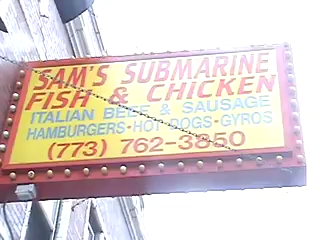 SAM'S SUBMARINE
FISH & CHICKEN
ITALIAN BEEF & SAUSAGE
HAMBURGERS·HOT DOGS·GYROS
(773) 762-3850